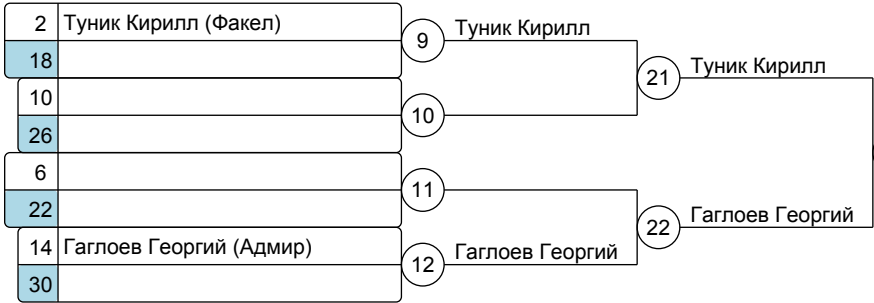 2 Туник Кирилл (Факел)
18
9 Туник Кирилл
10
26
10
21 Туник Кирилл
6
22
11
14 Гаглоев Георгий (Адмир)
30
12 Гаглоев Георгий
22 Гаглоев Георгий